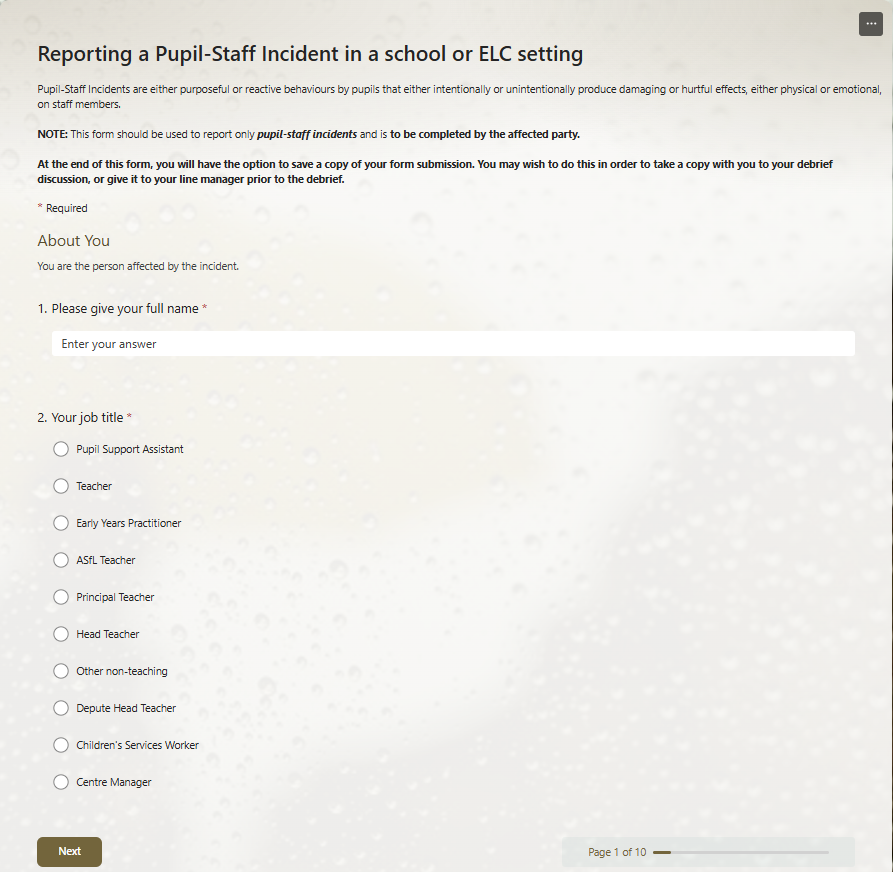 Reporting a Pupil-Staff Incident in a school or ELC setting
Pupil-Staff Incidents are either purposeful or reactive behaviours by pupils that either intentionally or unintentionally produce damaging or hurtful effects, either physical or emotional,
on staff members.
NOTE: This form should be used to report only pupil-staff incidents and is to be completed by the affected party.
At the end of this form, you will have the option to save a copy of your form submission. You may wish to do this in order to take a copy with you to your debrief
discussion, or give it to your line manager prior to the debrief.
* Required
About You
You are the person affected by the incident.
1. Please give your full name *
Enter your answer
2. Your job title *
Pupil Support Assistant
Teacher
Early Years Practitioner
ASfL Teacher
Principal Teacher
Head Teacher
Other non-teaching
Depute Head Teacher
Children's Services Worker
Centre Manager
Next
Page 1 of 10